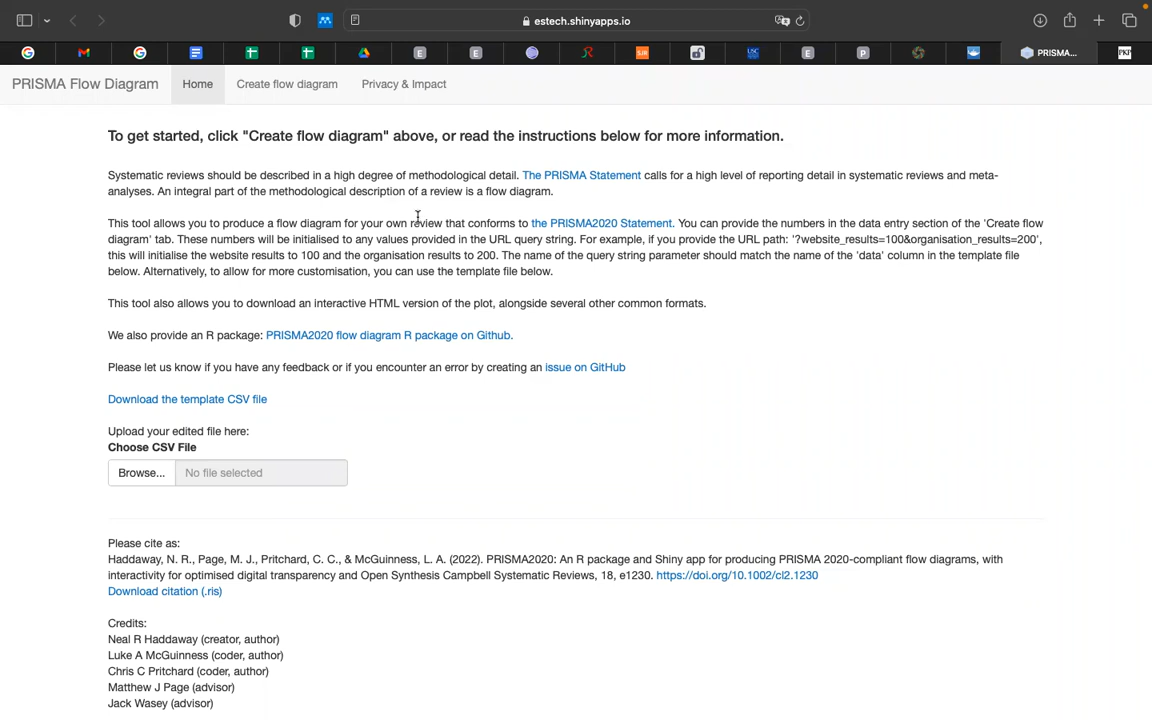 estech.shinyapps.io
PRISMA...
PRISMA Flow Diagram Home Create flow diagram Privacy & Impact
To get started, click "Create flow diagram" above, or read the instructions below for more information.
Systematic reviews should be described in a high degree of methodological detail. The PRISMA Statement calls for a high level of reporting detail in systematic reviews and meta-
analyses. An integral part of the methodological description of a review is a flow diagram.
This tool allows you to produce a flow diagram for your own review that conforms to the PRISMA2020 Statement. You can provide the numbers in the data entry section of the 'Create flow
diagram' tab. These numbers will be initialised to any values provided in the URL query string. For example, if you provide the URL path: '?website_results=100&organisation_results=200',
this will initialise the website results to 100 and the organisation results to 200. The name of the query string parameter should match the name of the 'data' column in the template file
below. Alternatively, to allow for more customisation, you can use the template file below.
This tool also allows you to download an interactive HTML version of the plot, alongside several other common formats.
We also provide an R package: PRISMA2020 flow diagram R package on Github.
Please let us know if you have any feedback or if you encounter an error by creating an issue on GitHub
Download the template CSV file
Upload your edited file here:
Choose CSV File
Browse... No file selected
Please cite as:
Haddaway, N. R., Page, M. J., Pritchard, C. C., & McGuinness, L. A. (2022). PRISMA2020: An R package and Shiny app for producing PRISMA 2020-compliant flow diagrams, with
interactivity for optimised digital transparency and Open Synthesis Campbell Systematic Reviews, 18, e1230. https://doi.org/10.1002/cl2.1230
Download citation (.ris)
Credits:
Neal R Haddaway (creator, author)
Luke A McGuinness (coder, author)
Chris C Pritchard (coder, author)
Matthew J Page (advisor)
Jack Wasey (advisor)